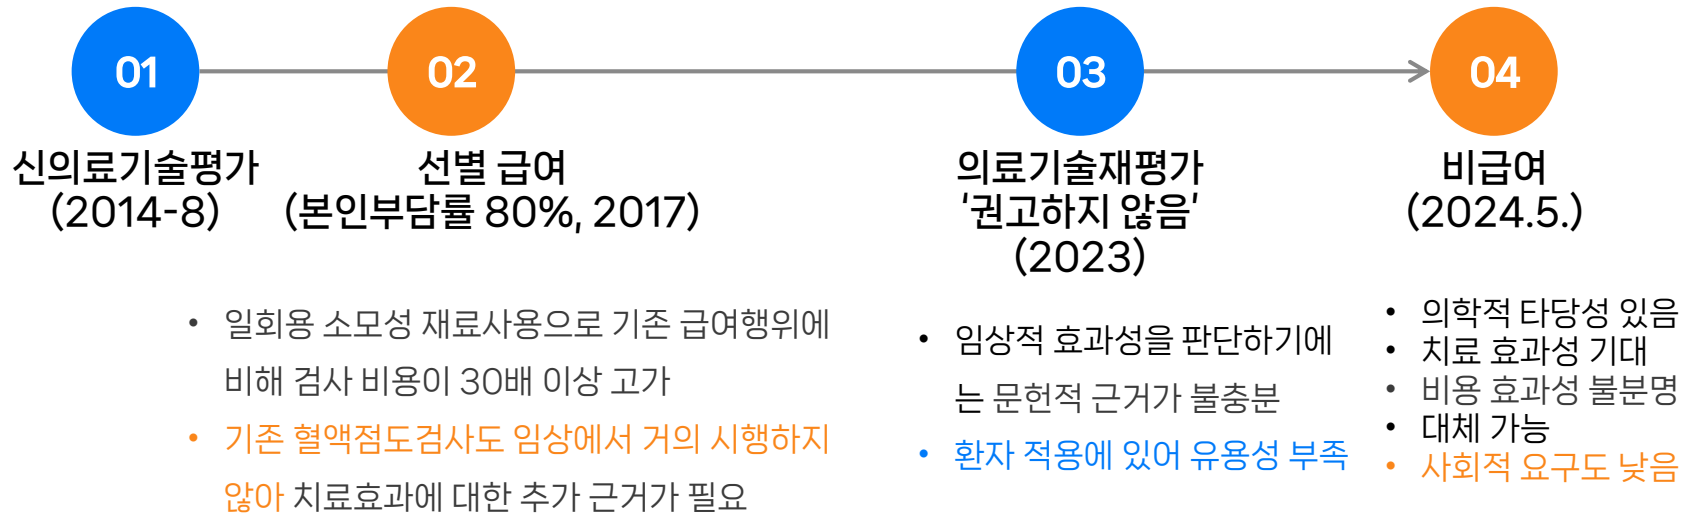 01
신의료기술평가
(2014-8)
02
선별 급여
(본인부담률 80%, 2017)
• 일회용 소모성 재료사용으로 기존 급여행위에
비해 검사 비용이 30배 이상 고가
• 기존 혈액점도검사도 임상에서 거의 시행하지
않아 치료효과에 대한 추가 근거가 필요
03
의료기술재평가
'권고하지 않음'
(2023)
• 임상적 효과성을 판단하기에
는 문헌적 근거가 불충분
• 환자 적용에 있어 유용성 부족
04
비급여
(2024.5.)
• 의학적 타당성 있음
• 치료 효과성 기대
• 비용 효과성 불분명
• 대체 가능
• 사회적 요구도 낮음